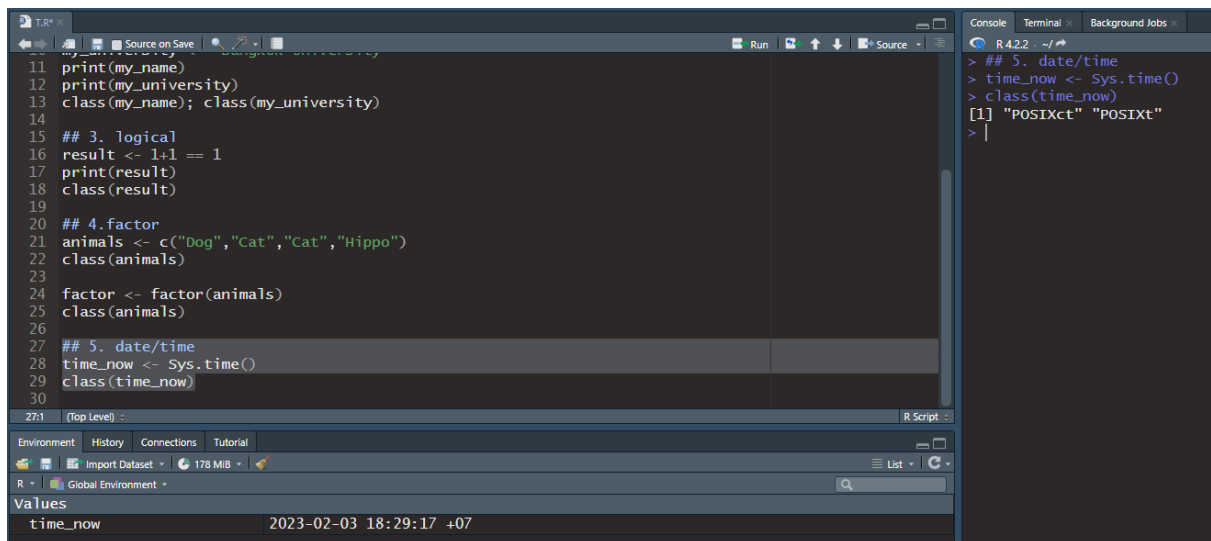 T.R*
Source on Save
Run
Source
11 print(my_name)
12 print(my_university)
13 class(my_name); class(my_university)
14
15 ## 3. logical
16 result <- 1+1 == 1
17 print(result)
18 class(result)
19
20 ## 4.factor
21 animals <- c("Dog","Cat","Cat","Hippo")
22 class(animals)
23
24 factor <- factor(animals)
25 class(animals)
26
27 ## 5. date/time
28 time_now <- Sys.time()
29 class(time_now)
30
27:1 (Top Level) R Script
Environment History Connections Tutorial
Import Dataset 178 MiB List
R Global Environment
Values
time_now 2023-02-03 18:29:17 +07
Console Terminal Background Jobs
R 4.2.2 · ~/
> ## 5. date/time
> time_now <- Sys.time()
> class(time_now)
[1] "POSIXct" "POSIXt"
>